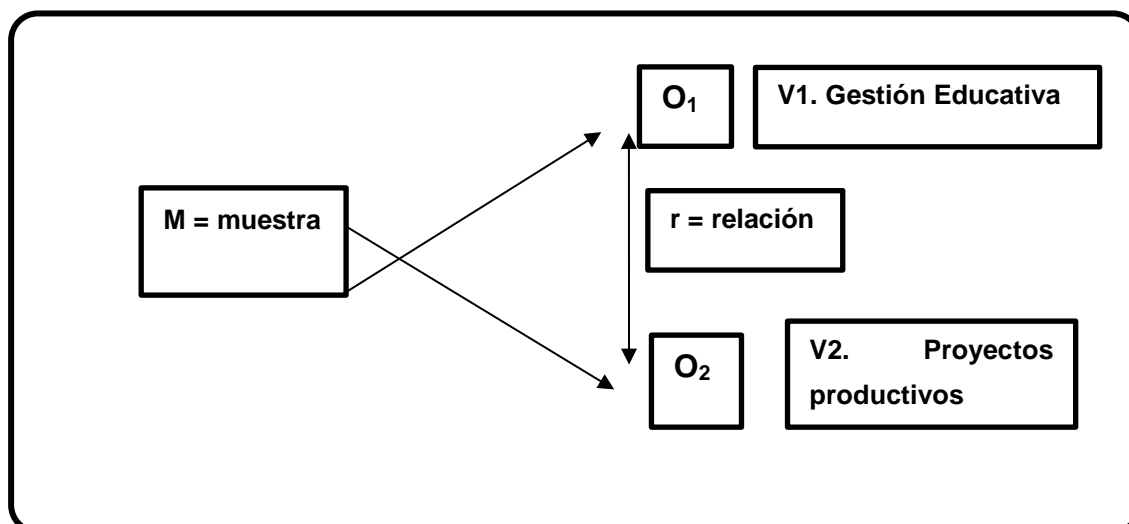 O₁
V1. Gestión Educativa
M = muestra
r = relación
O₂
V2. Proyectos
productivos